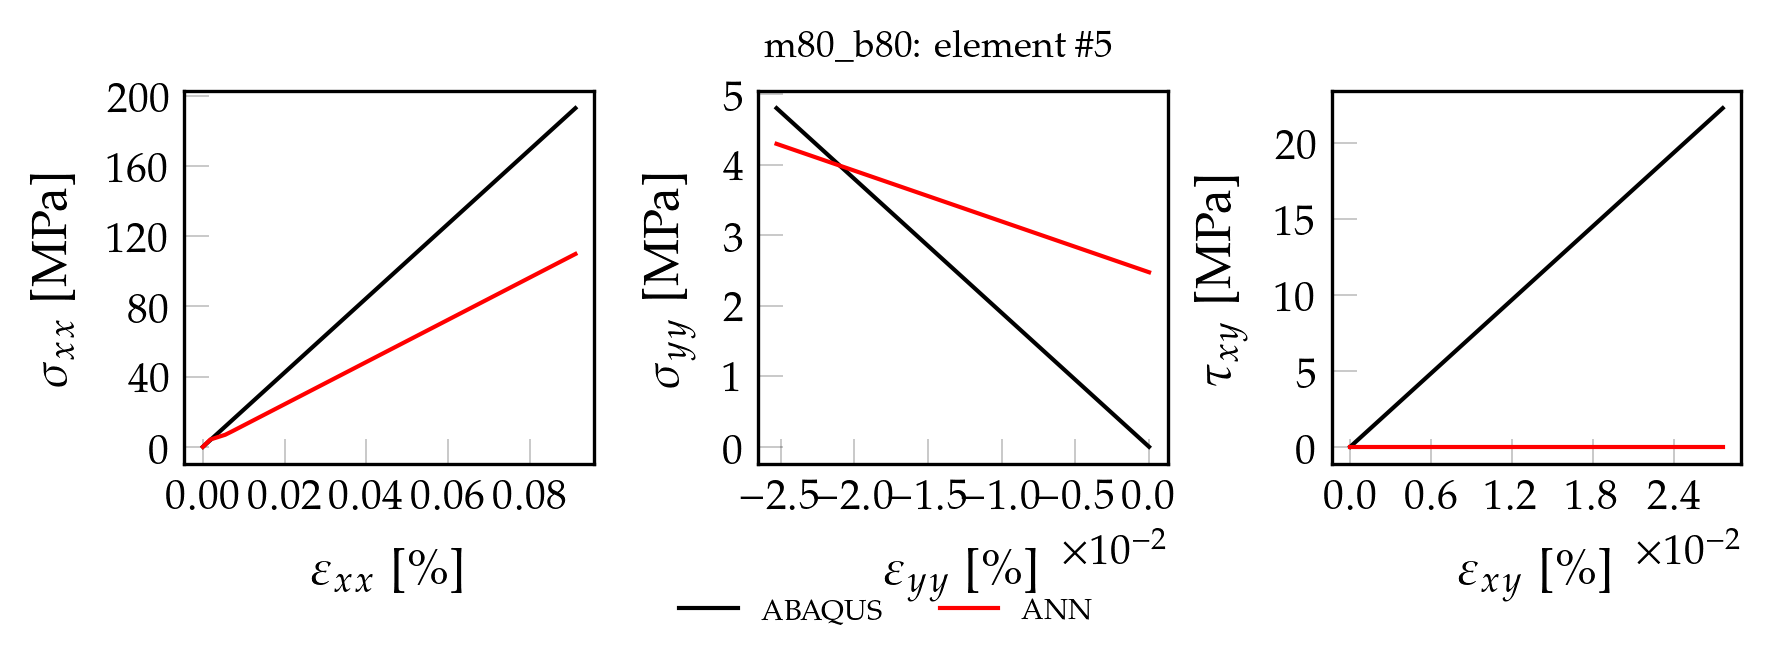 m80_b80: element #5
200
160
120
80
40
0
σxx [MPa]
0.00 0.02 0.04 0.06 0.08
εxx [%]
5
4
3
2
1
0
σyy [MPa]
−2.5 −2.0 −1.5 −1.0 −0.5 0.0
×10−2
εyy [%]
20
15
10
5
0
τxy [MPa]
0.0 0.6 1.2 1.8 2.4
×10−2
εxy [%]
ABAQUS ANN